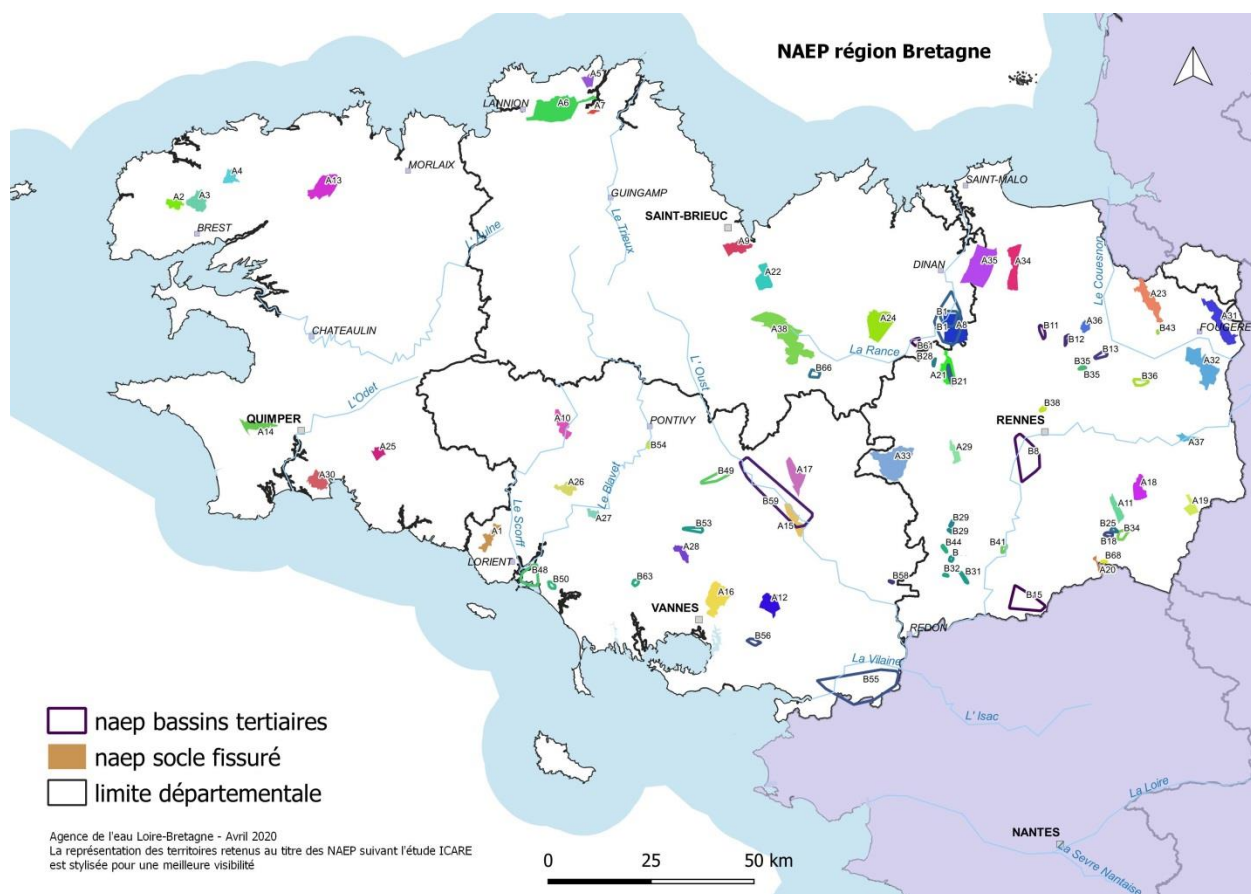 NAEP région Bretagne
A5
LANNION
A6
A7
MORLAIX
A4
A13
A2
A3
BREST
GUINGAMP
SAINT-BRIEUC
Le Trieux
L'Aulne
SAINT-MALO
A9
DINAN
A35
A34
Le Couesnon
A22
A23
A31
FOUGERE
CHATEAULIN
A38
A24
B1
B1
A8
B11
A36
B43
B12
B61
La Rance
B28
B13
A32
A21
B21
B35
B35
B36
B66
L'Oust
L'Odet
QUIMPER
A14
A10
PONTIVY
B54
B38
RENNES
A37
A25
A29
B8
A33
A30
A26
B49
A17
B59
A15
A18
A11
A19
Le Scorff
Le Blavet
A27
B53
B29
B29
B25
B34
B18
A1
LORIENT
A28
B44
B
B41
B68
A20
B48
B50
B63
B58
B32
B31
A16
A12
VANNES
B15
B56
REDON
La Vilaine
B55
L' Isac
naep bassins tertiaires
naep socle fissuré
limite départementale
La Loire
NANTES
La Sevre Nantaise
Agence de l'eau Loire-Bretagne - Avril 2020
La représentation des territoires retenus au titre des NAEP suivant l'étude ICARE
est stylisée pour une meilleure visibilité
0 25 50 km